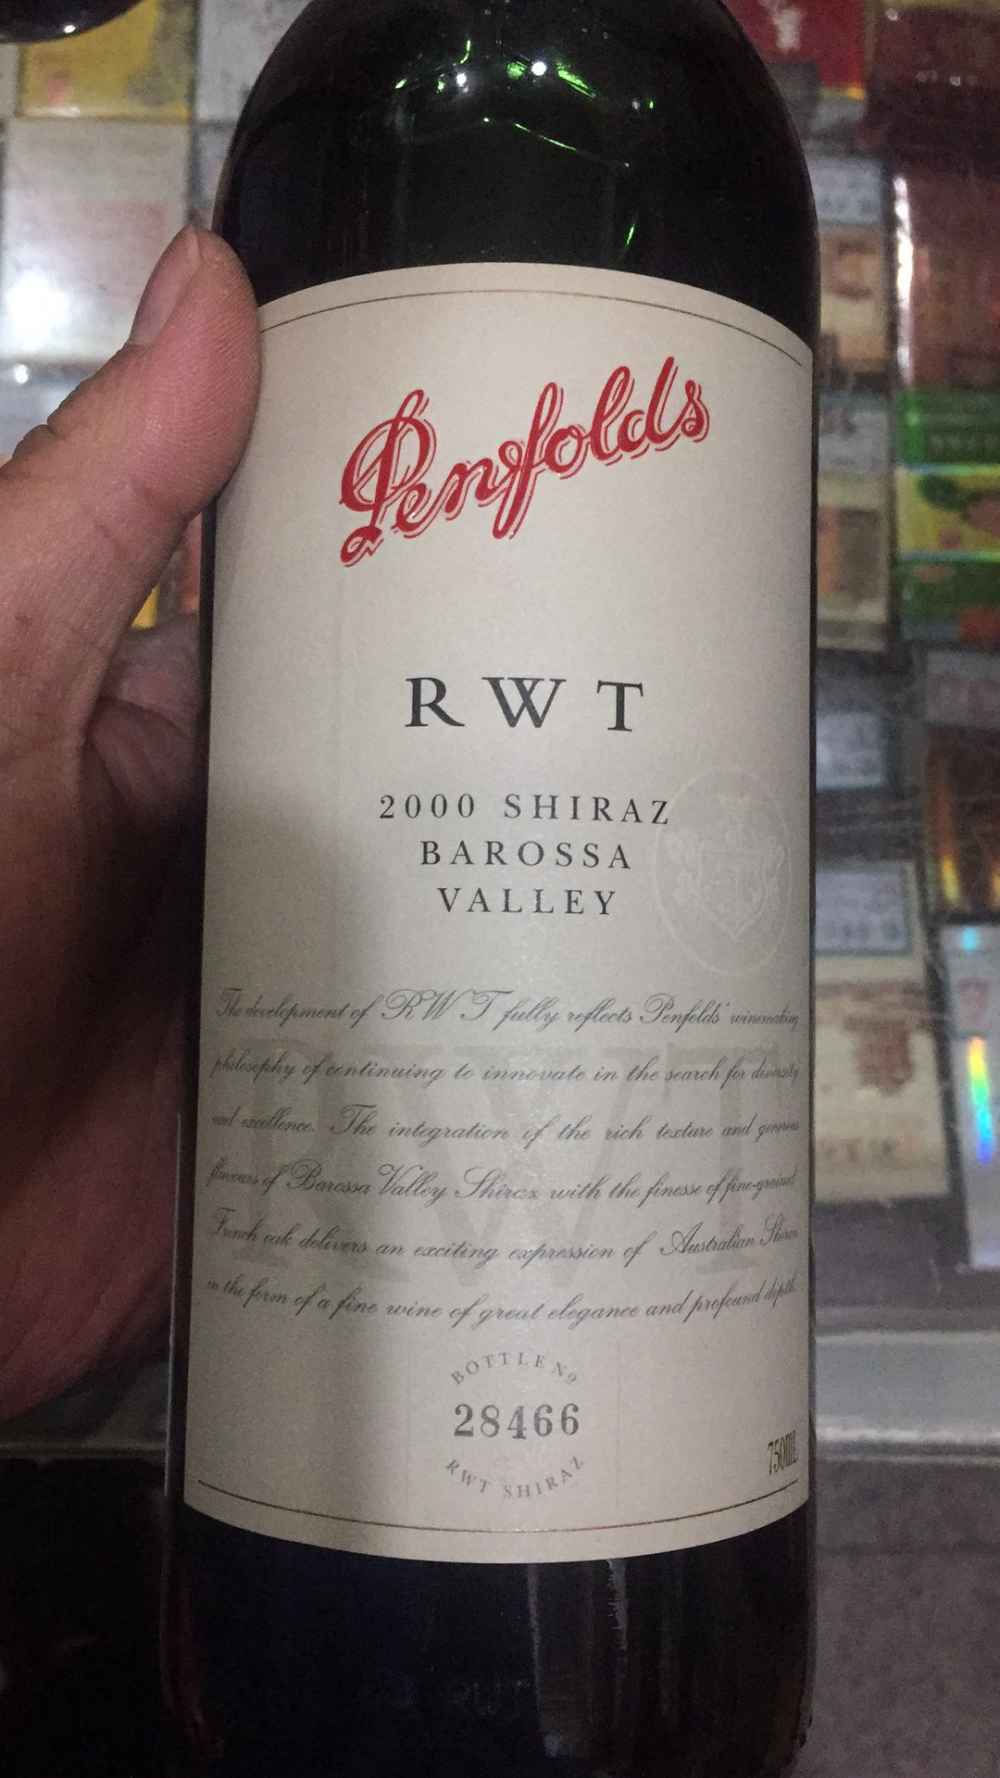 Penfolds
RWT
2000 SHIRAZ
BAROSSA
VALLEY
The development of RWT fully reflects Penfolds' winemaking
philosophy of continuing to innovate in the search for diversity
and excellence. The integration of the rich texture and generous
flavours of Barossa Valley Shiraz with the finesse of fine-grained
French oak delivers an exciting expression of Australian Shiraz
in the form of a fine wine of great elegance and profound depth.
BOTTLE Nº
28466
RWT SHIRAZ
750ML